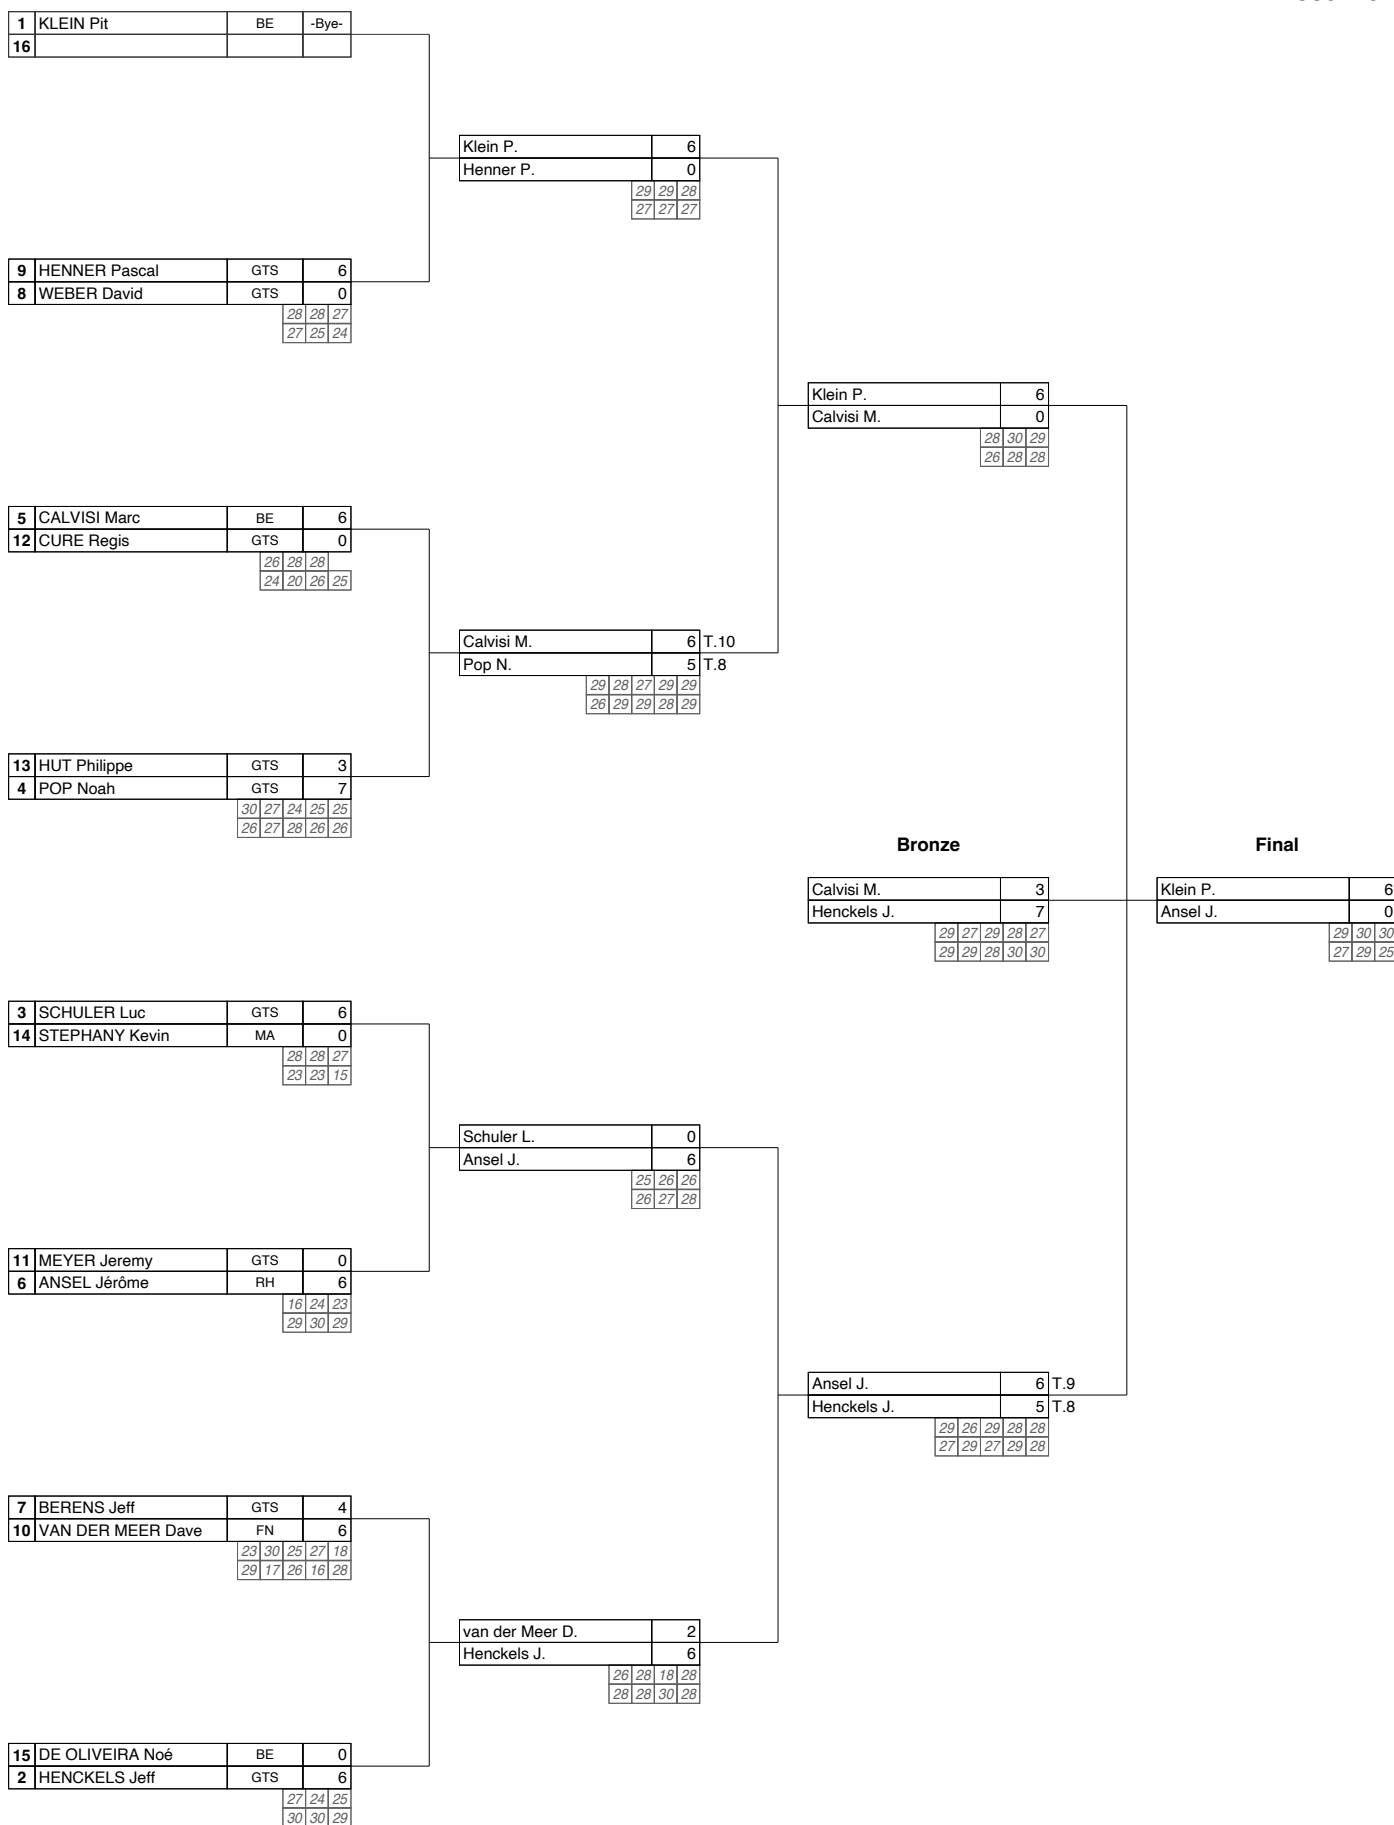 1 KLEIN Pit BE -Bye-
16
Klein P. 6
Henner P. 0
29 29 28
27 27 27
9 HENNER Pascal GTS 6
8 WEBER David GTS 0
28 28 27
27 25 24
Klein P. 6
Calvisi M. 0
28 30 29
26 28 28
5 CALVISI Marc BE 6
12 CURE Regis GTS 0
26 28 28
24 20 26 25
Calvisi M. 6 T.10
Pop N. 5 T.8
29 28 27 29 29
26 29 29 28 29
13 HUT Philippe GTS 3
4 POP Noah GTS 7
30 27 24 25 25
26 27 28 26 26
Bronze Final
Calvisi M. 3 Klein P. 6
Henckels J. 7 Ansel J. 0
29 27 29 28 27 29 30 30
29 29 28 30 30 27 29 25
3 SCHULER Luc GTS 6
14 STEPHANY Kevin MA 0
28 28 27
23 23 15
Schuler L. 0
Ansel J. 6
25 26 26
26 27 28
11 MEYER Jeremy GTS 0
6 ANSEL Jérôme RH 6
16 24 23
29 30 29
Ansel J. 6 T.9
Henckels J. 5 T.8
29 26 29 28 28
27 29 27 29 28
7 BERENS Jeff GTS 4
10 VAN DER MEER Dave FN 6
23 30 25 27 18
29 17 26 16 28
van der Meer D. 2
Henckels J. 6
26 28 18 28
28 28 30 28
15 DE OLIVEIRA Noé BE 0
2 HENCKELS Jeff GTS 6
27 24 25
30 30 29